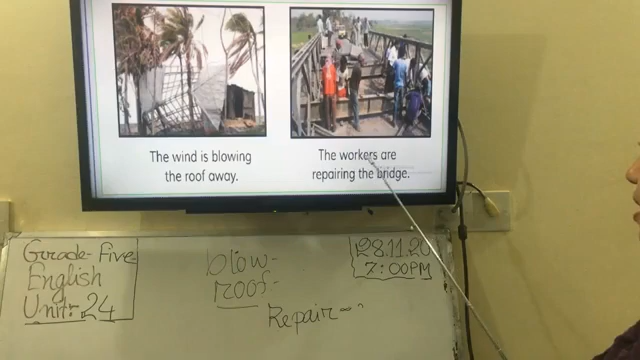 The wind is blowing
the roof away.
The workers are
repairing the bridge.
Grade-Five
English
Unit:24
blow-
roof-
Repair-
28.11.20
7:00PM